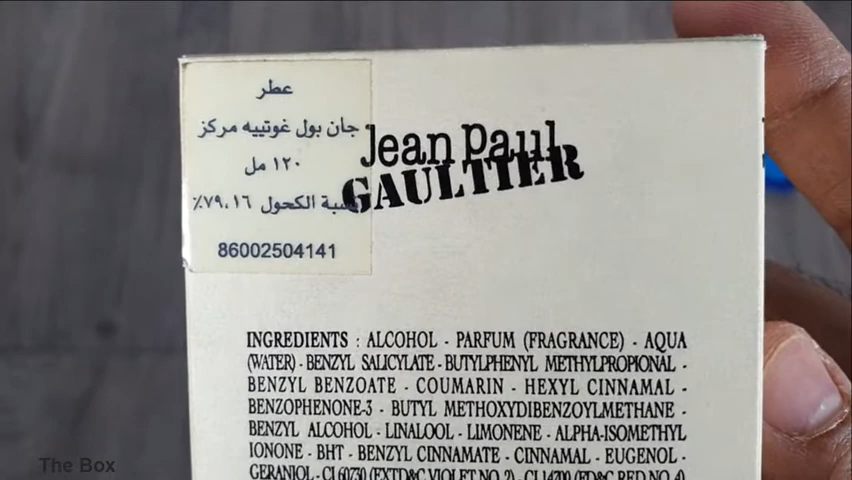 عطر
جان بول غوتييه مركز
١٢٠ مل
نسبة الكحول ٧٩،١٦٪
86002504141
Jean Paul
GAULTIER
INGREDIENTS : ALCOHOL - PARFUM (FRAGRANCE) - AQUA
(WATER) - BENZYL SALICYLATE - BUTYLPHENYL METHYLPROPIONAL -
BENZYL BENZOATE - COUMARIN - HEXYL CINNAMAL -
BENZOPHENONE-3 - BUTYL METHOXYDIBENZOYLMETHANE -
BENZYL ALCOHOL - LINALOOL - LIMONENE - ALPHA-ISOMETHYL
IONONE - BHT - BENZYL CINNAMATE - CINNAMAL - EUGENOL -
GERANIOL - CI 60730 (EXT D&C VIOLET NO. 2) - CI 14700 (FD&C RED NO. 4)
The Box